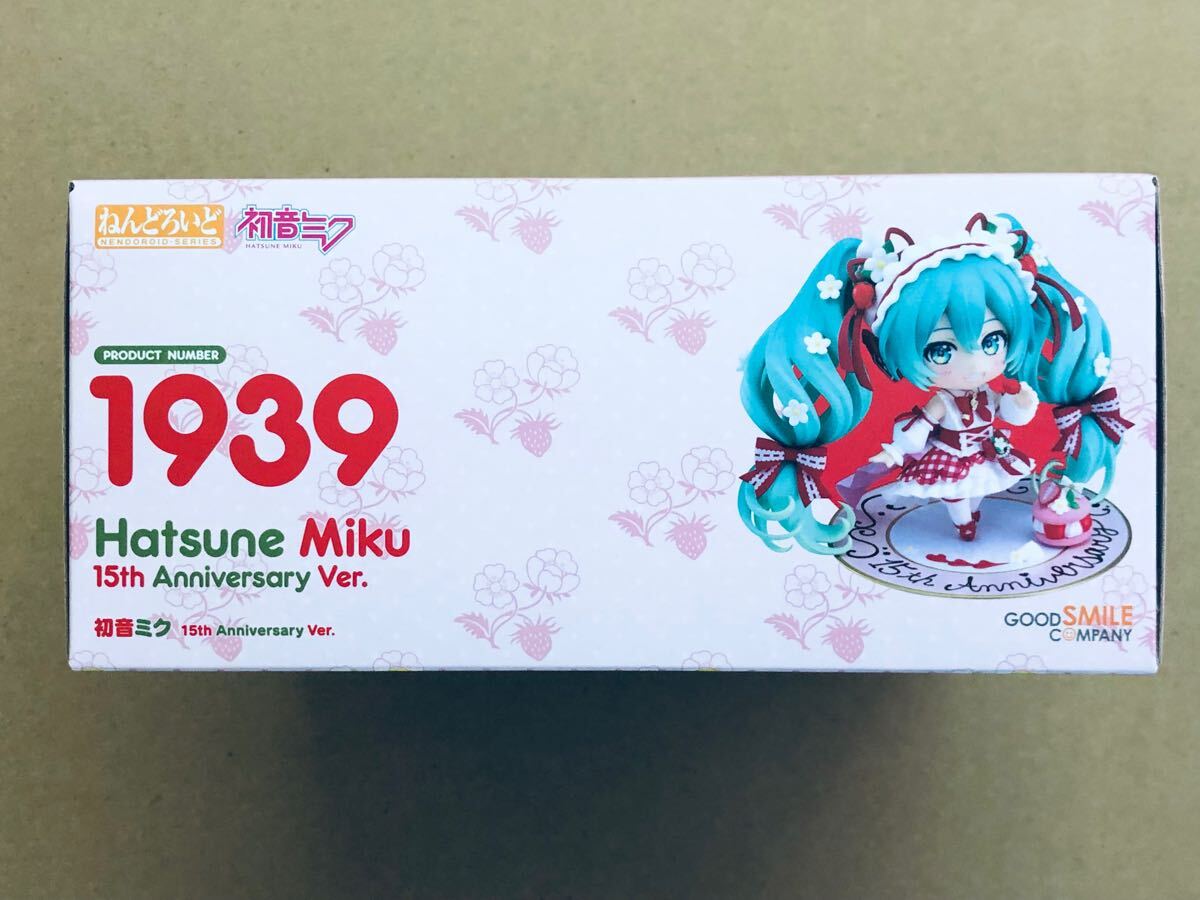 ねんどろいど
NENDOROID-SERIES
初音ミク
HATSUNE MIKU
PRODUCT NUMBER
1939
Hatsune Miku
15th Anniversary Ver.
初音ミク 15th Anniversary Ver.
15th Anniversary
GOOD SMILE
COMPANY